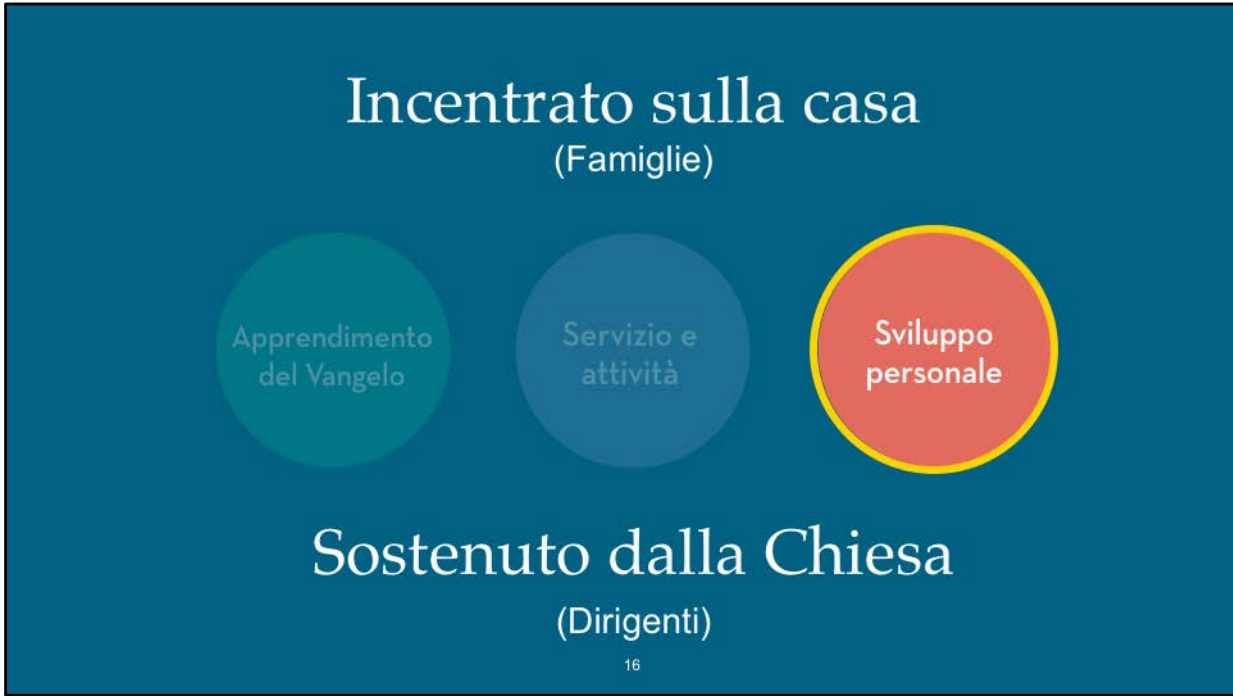 Incentrato sulla casa
(Famiglie)
Apprendimento
del Vangelo
Servizio e
attività
Sviluppo
personale
Sostenuto dalla Chiesa
(Dirigenti)
16